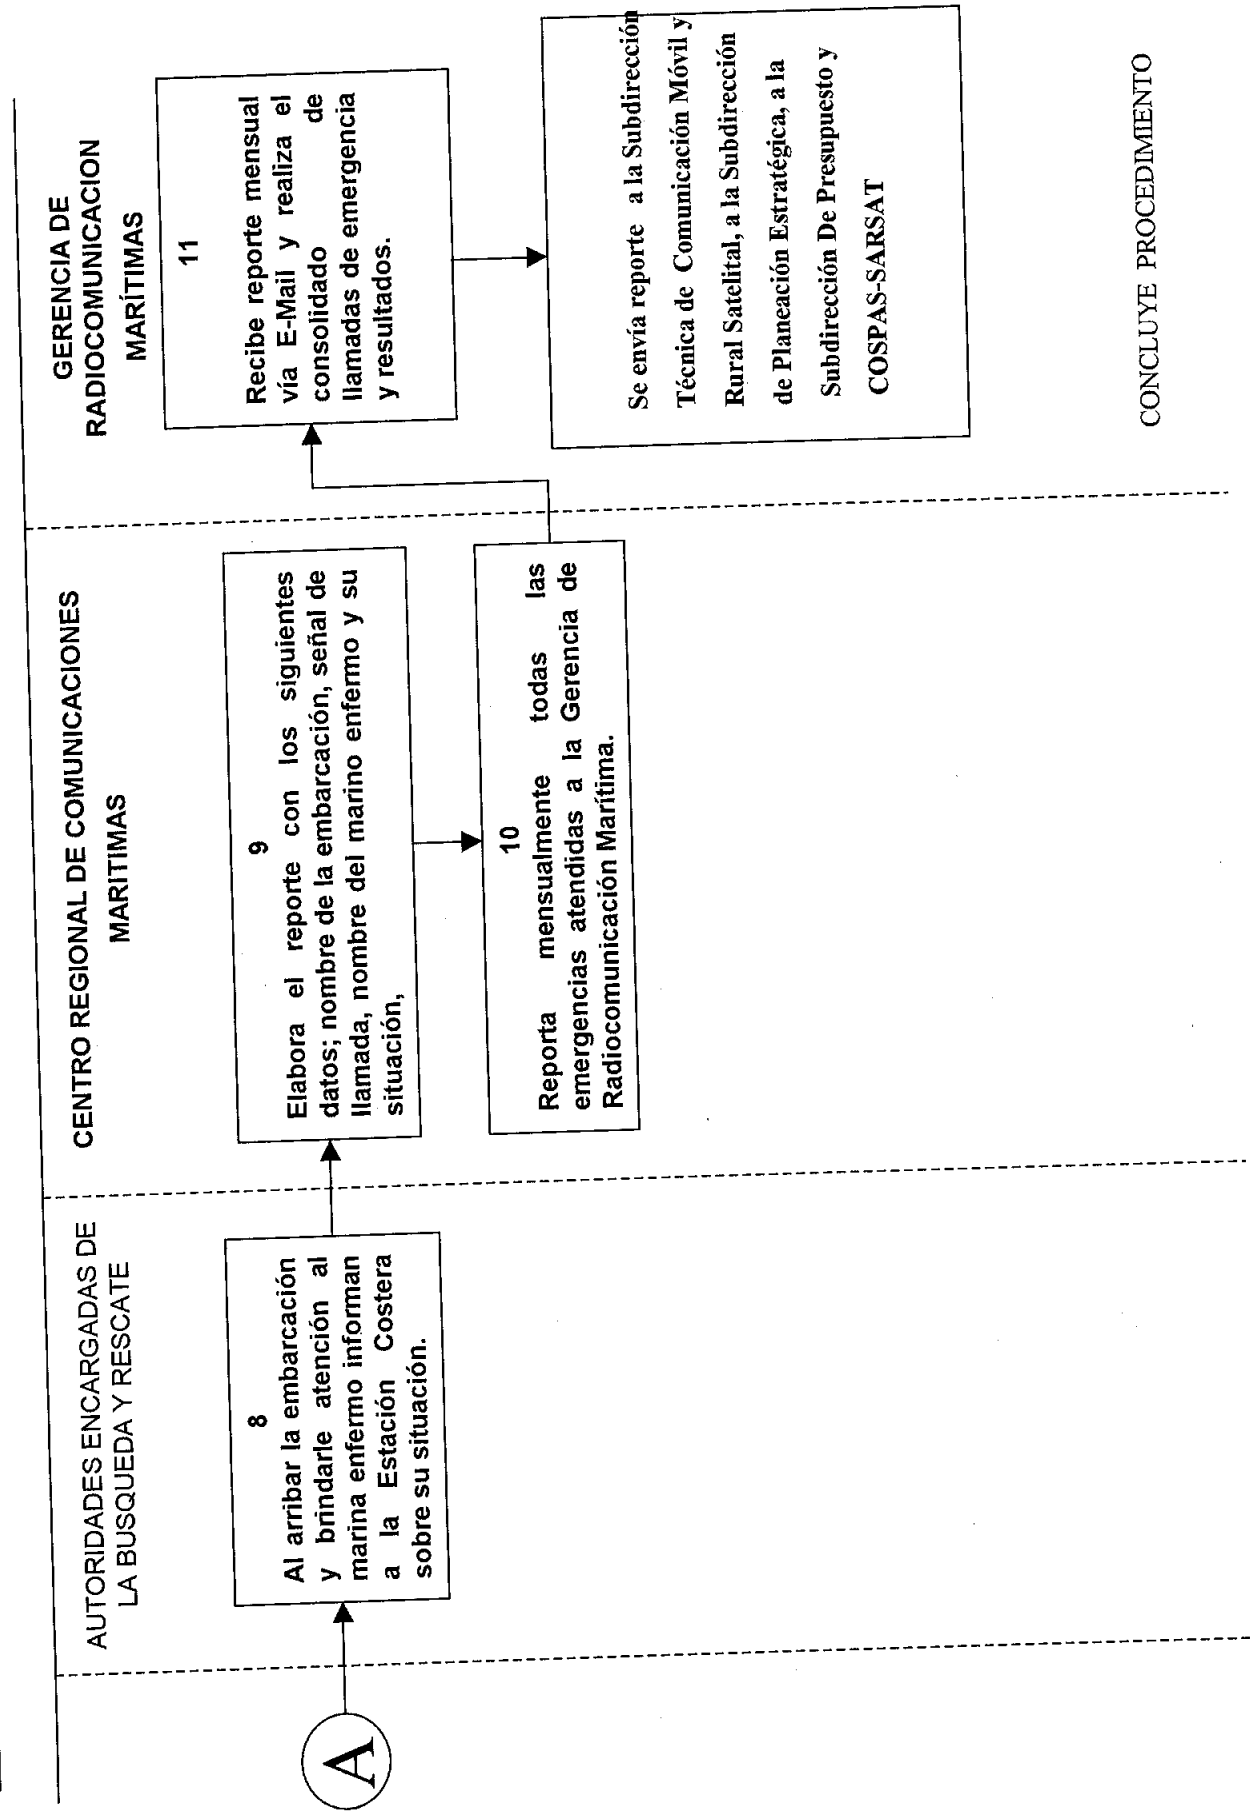 A
AUTORIDADES ENCARGADAS DE
LA BUSQUEDA Y RESCATE
8
Al arribar la embarcación
y brindarle atención al
marina enfermo informan
a la Estación Costera
sobre su situación.
CENTRO REGIONAL DE COMUNICACIONES
MARITIMAS
9
Elabora el reporte con los siguientes
datos; nombre de la embarcación, señal de
llamada, nombre del marino enfermo y su
situación,
10
Reporta mensualmente todas las
emergencias atendidas a la Gerencia de
Radiocomunicación Marítima.
GERENCIA DE
RADIOCOMUNICACION
MARÍTIMAS
11
Recibe reporte mensual
vía E-Mail y realiza el
consolidado de
llamadas de emergencia
y resultados.
Se envía reporte a la Subdirección
Técnica de Comunicación Móvil y
Rural Satelital, a la Subdirección
de Planeación Estratégica, a la
Subdirección De Presupuesto y
COSPAS-SARSAT
CONCLUYE PROCEDIMIENTO